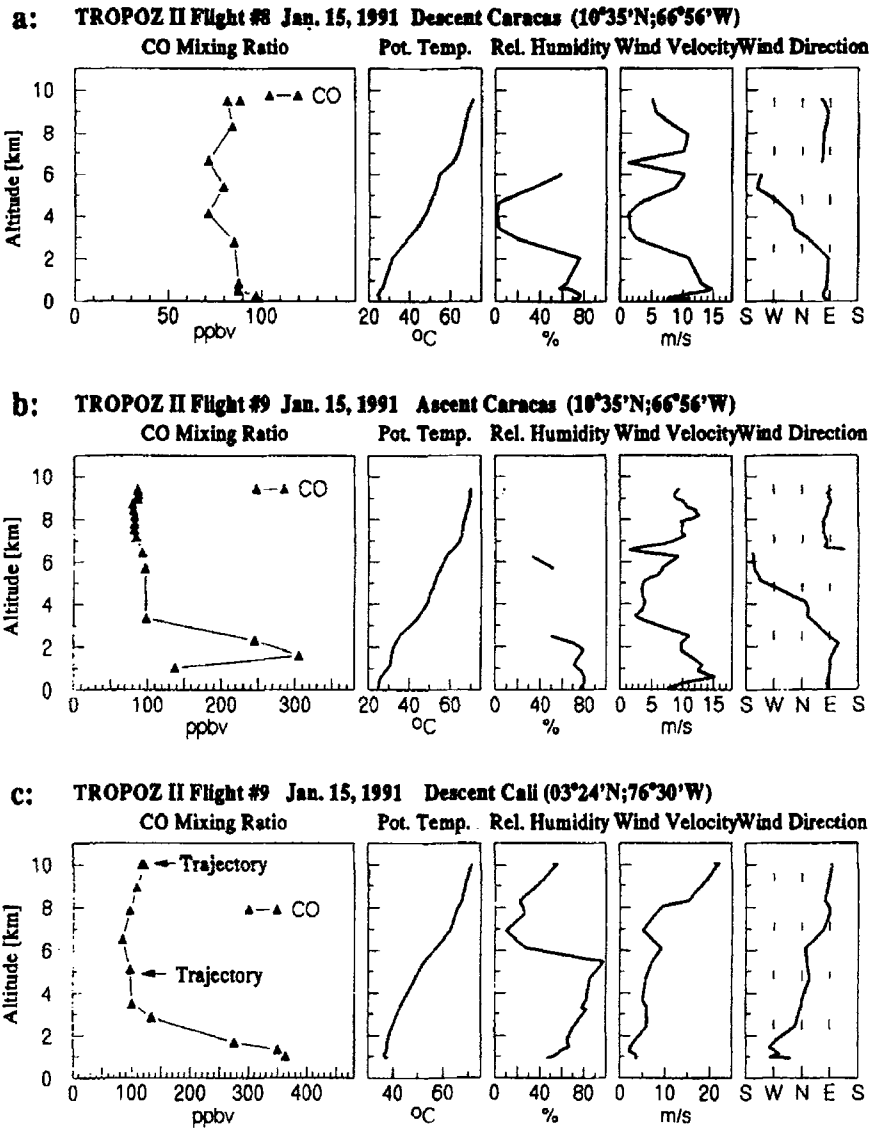 a: TROPOZ II Flight #8 Jan. 15, 1991 Descent Caracas (10°35'N;66°56'W)
CO Mixing Ratio Pot. Temp. Rel. Humidity Wind Velocity Wind Direction
CO
Altitude [km]
10
8
6
4
2
0
0 100 20 40 60 0 40 80 0 5 10 15 S W N E S
ppbv °C % m/s
b: TROPOZ II Flight #9 Jan. 15, 1991 Ascent Caracas (10°35'N;66°56'W)
CO Mixing Ratio Pot. Temp. Rel. Humidity Wind Velocity Wind Direction
CO
Altitude [km]
10
8
6
4
2
0
0 100 200 300 20 40 60 0 40 80 0 5 10 15 S W N E S
ppbv °C % m/s
c: TROPOZ II Flight #9 Jan. 15, 1991 Descent Cali (03°24'N;76°30'W)
CO Mixing Ratio Pot. Temp. Rel. Humidity Wind Velocity Wind Direction
Trajectory
CO
Trajectory
Altitude [km]
10
8
6
4
2
0
0 100 200 300 400 40 60 0 40 80 0 10 20 S W N E S
ppbv °C % m/s